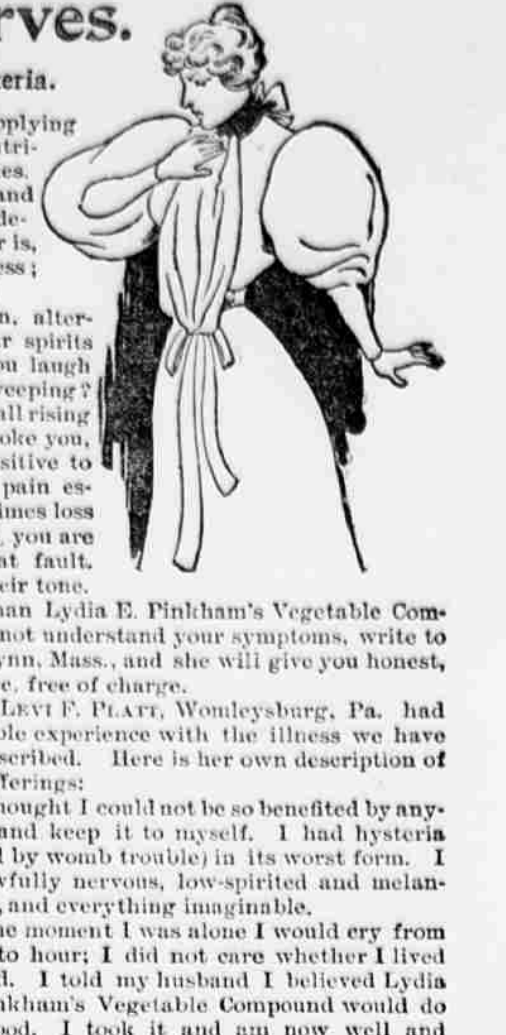 rves.
teria.
pplying
tri-
es.
and
de-
r is,
ess;
n, alter-
r spirits
ou laugh
eeping?
all rising
oke you,
sitive to
pain es-
imes loss
, you are
at fault.
eir tone.
an Lydia E. Pinkham's Vegetable Com-
not understand your symptoms, write to
ynn, Mass., and she will give you honest,
e, free of charge.
LEVI F. PLATT, Womleysburg, Pa. had
ble experience with the illness we have
scribed. Here is her own description of
fferings:
hought I could not be so benefited by any-
and keep it to myself. I had hysteria
l by womb trouble) in its worst form. I
wfully nervous, low-spirited and melan-
, and everything imaginable.
he moment I was alone I would cry from
to hour; I did not care whether I lived
d. I told my husband I believed Lydia
nkham's Vegetable Compound would do
ood. I took it and am now well and